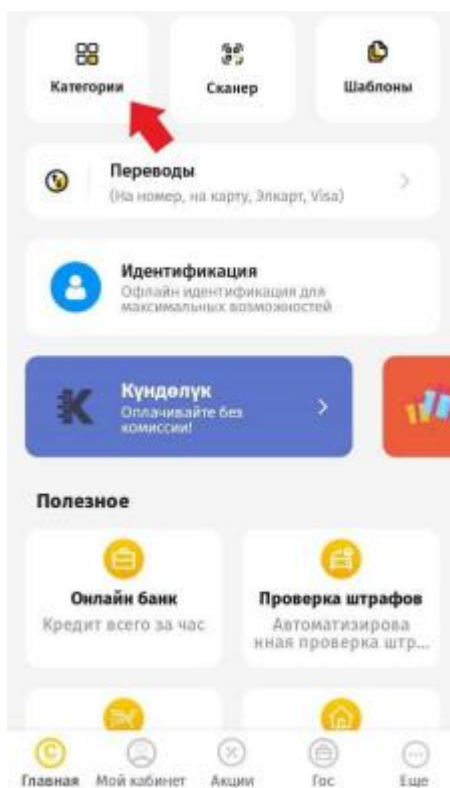 Категории Сканер Шаблоны
Переводы
(На номер, на карту, Элкарт, Visa)
Идентификация
Офлайн идентификация для
максимальных возможностей
Күндөлүк
Оплачивайте без
комиссии!
Полезное
Онлайн банк
Кредит всего за час
Проверка штрафов
Автоматизирова
нная проверка штр...
Главная Мой кабинет Акции Гос Еще